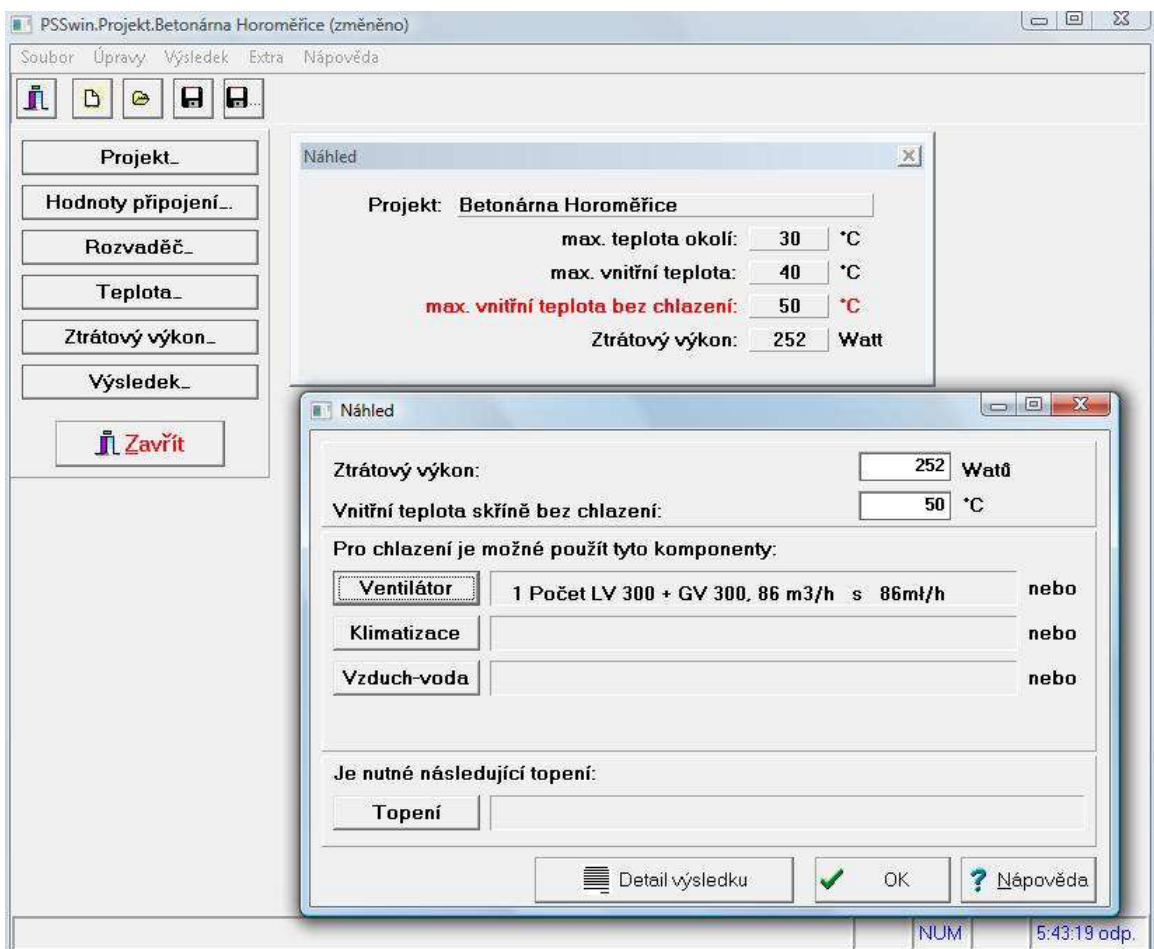 PSSwin.Projekt.Betonárna Horoměřice (změněno)
Soubor Úpravy Výsledek Extra Nápověda
Projekt_
Hodnoty připojení_.
Rozvaděč_
Teplota_
Ztrátový výkon_
Výsledek_
Zavřít
Náhled
Projekt: Betonárna Horoměřice
max. teplota okolí: 30 °C
max. vnitřní teplota: 40 °C
max. vnitřní teplota bez chlazení: 50 °C
Ztrátový výkon: 252 Watt
Náhled
Ztrátový výkon: 252 Watů
Vnitřní teplota skříně bez chlazení: 50 °C
Pro chlazení je možné použít tyto komponenty:
Ventilátor 1 Počet LV 300 + GV 300, 86 m3/h s 86mł/h nebo
Klimatizace nebo
Vzduch-voda nebo
Je nutné následující topení:
Topení
Detail výsledku OK ? Nápověda
NUM 5:43:19 odp.